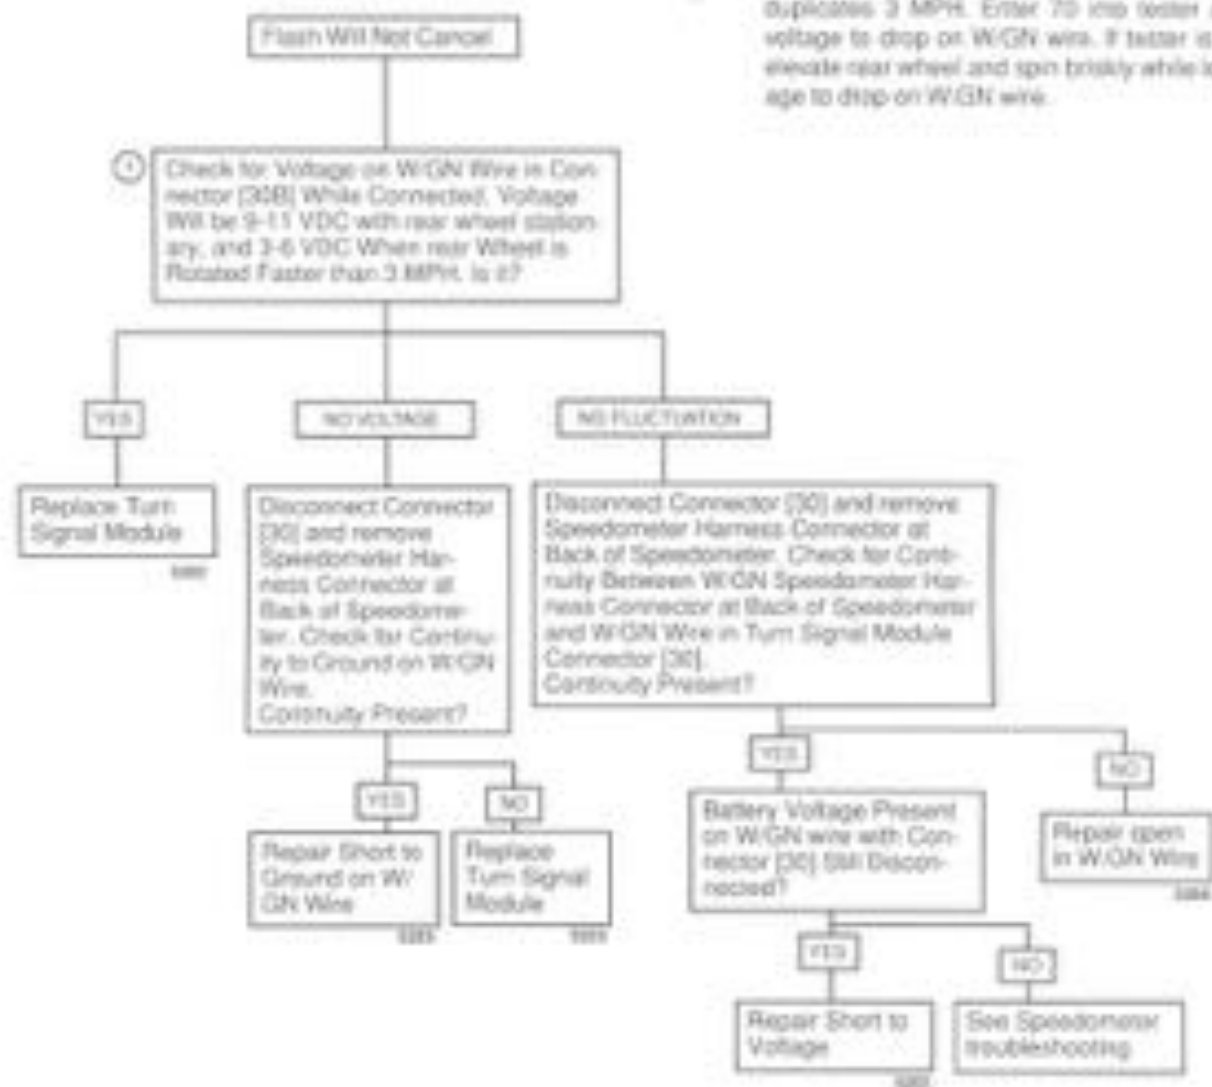 duplicates 3 MPH. Enter 70 into tester
voltage to drop on W/GN wire. If tester is
elevate rear wheel and spin briskly while
age to drop on W/GN wire.
Flash Will Not Cancel
1
Check for Voltage on W/GN Wire in Con-
nector [30B] While Connected. Voltage
Will be 9-11 VDC with rear wheel station-
ary, and 3-6 VDC When rear Wheel is
Rotated Faster than 3 MPH. Is it?
YES
NO VOLTAGE
NO FLUCTUATION
Replace Turn
Signal Module
Disconnect Connector
[30] and remove
Speedometer Har-
ness Connector at
Back of Speedome-
ter. Check for Continu-
ity to Ground on W/GN
Wire.
Continuity Present?
Disconnect Connector [30] and remove
Speedometer Harness Connector at
Back of Speedometer. Check for Conti-
nuity Between W/GN Speedometer Har-
ness Connector at Back of Speedometer
and W/GN Wire in Turn Signal Module
Connector [30].
Continuity Present?
YES
NO
YES
NO
Repair Short to
Ground on W/
GN Wire
Replace
Turn Signal
Module
Battery Voltage Present
on W/GN wire with Con-
nector [30] Still Discon-
nected?
Repair open
in W/GN Wire
YES
NO
Repair Short to
Voltage
See Speedometer
troubleshooting